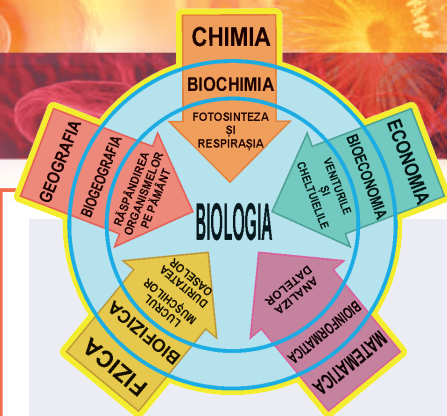 CHIMIA
BIOCHIMIA
FOTOSINTEZA
ȘI
RESPIRAȘIA
ECONOMIA
BIOECONOMIA
VENITURILE
ȘI
CHELTUIELILE
MATEMATICA
BIOINFORMATICA
ANALIZA
DATELOR
FIZICA
BIOFIZICA
LUCRUL
MUȘCHILOR
DURITATEA
OASELOR
GEOGRAFIA
BIOGEOGRAFIA
RĂSPÂNDIREA
ORGANISMELOR
PE PĂMÂNT
BIOLOGIA